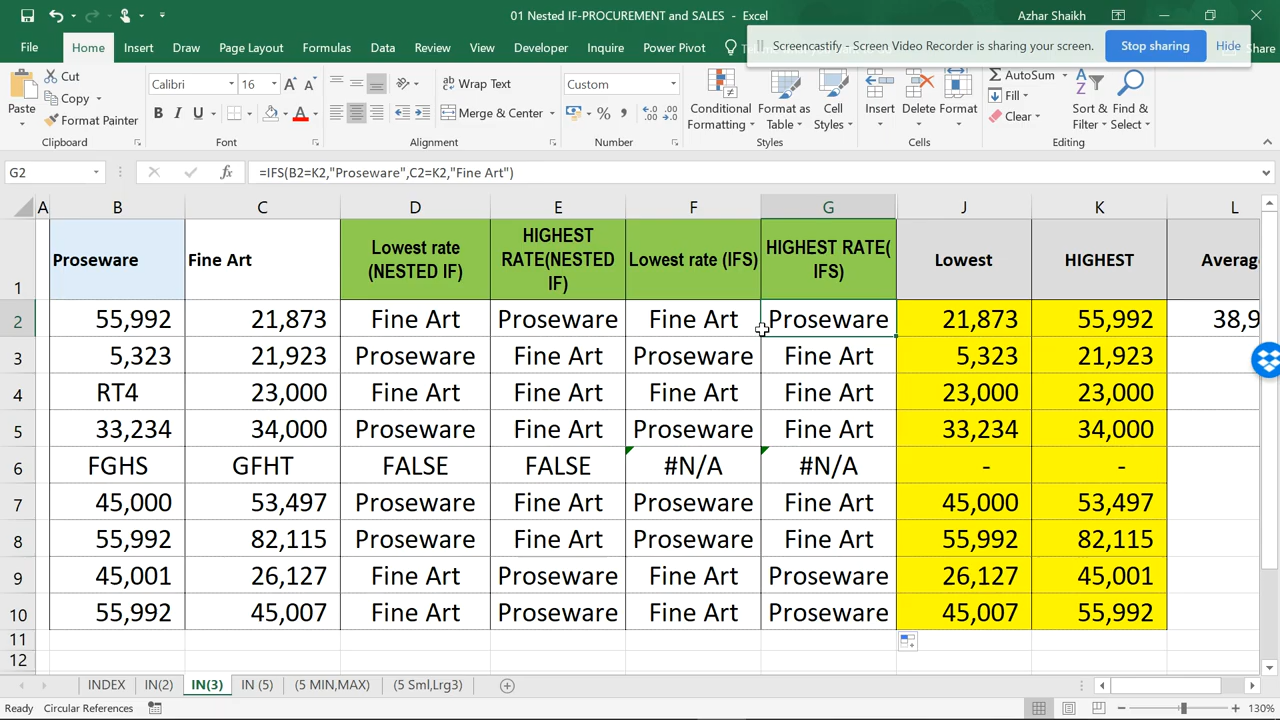 01 Nested IF-PROCUREMENT and SALES - Excel
Azhar Shaikh
File Home Insert Draw Page Layout Formulas Data Review View Developer Inquire Power Pivot
Screencastify - Screen Video Recorder is sharing your screen. Stop sharing Hide
Share
Paste
Cut
Copy
Format Painter
Clipboard
Calibri 16
B I U
Font
Wrap Text
Merge & Center
Alignment
Custom
Number
Conditional Formatting
Format as Table
Cell Styles
Styles
Insert Delete Format
Cells
AutoSum
Fill
Clear
Sort & Filter
Find & Select
Editing
G2 =IFS(B2=K2,"Proseware",C2=K2,"Fine Art")
A B C D E F G J K L
1 Proseware Fine Art Lowest rate (NESTED IF) HIGHEST RATE(NESTED IF) Lowest rate (IFS) HIGHEST RATE( IFS) Lowest HIGHEST Averag
2 55,992 21,873 Fine Art Proseware Fine Art Proseware 21,873 55,992 38,9
3 5,323 21,923 Proseware Fine Art Proseware Fine Art 5,323 21,923
4 RT4 23,000 Fine Art Fine Art Fine Art Fine Art 23,000 23,000
5 33,234 34,000 Proseware Fine Art Proseware Fine Art 33,234 34,000
6 FGHS GFHT FALSE FALSE #N/A #N/A - -
7 45,000 53,497 Proseware Fine Art Proseware Fine Art 45,000 53,497
8 55,992 82,115 Proseware Fine Art Proseware Fine Art 55,992 82,115
9 45,001 26,127 Fine Art Proseware Fine Art Proseware 26,127 45,001
10 55,992 45,007 Fine Art Proseware Fine Art Proseware 45,007 55,992
11
12
INDEX IN(2) IN(3) IN (5) (5 MIN,MAX) (5 Sml,Lrg3)
Ready Circular References 130%